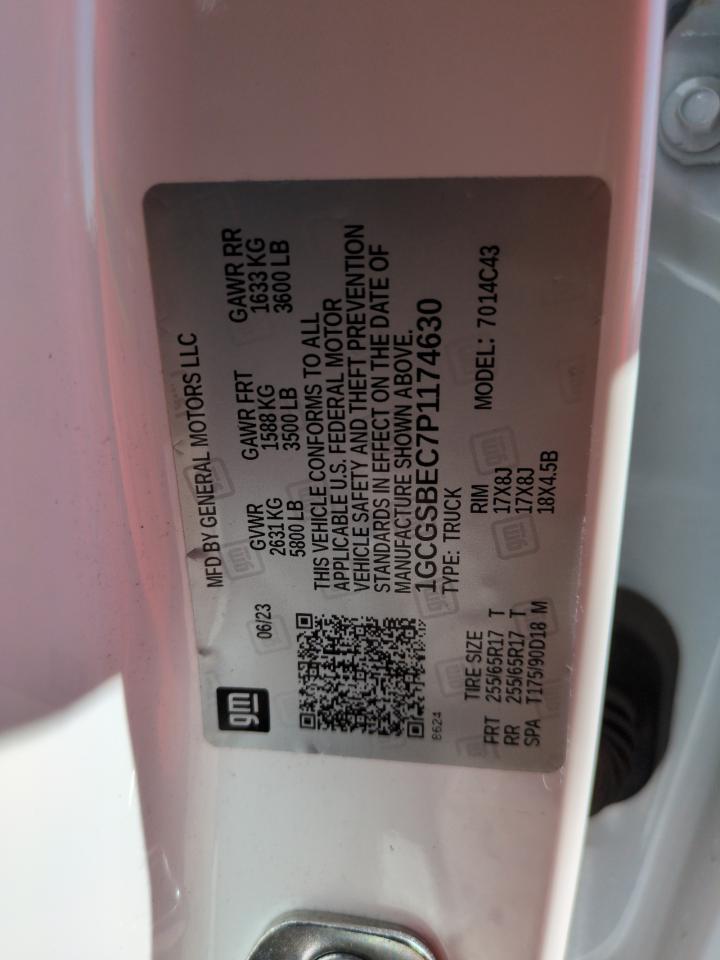 gm
06/23
MFD BY GENERAL MOTORS LLC
GVWR GAWR FRT GAWR RR
2631 KG 1588 KG 1633 KG
5800 LB 3500 LB 3600 LB
THIS VEHICLE CONFORMS TO ALL
APPLICABLE U.S. FEDERAL MOTOR
VEHICLE SAFETY AND THEFT PREVENTION
STANDARDS IN EFFECT ON THE DATE OF
MANUFACTURE SHOWN ABOVE.
1GCGSBEC7P1174630
8624
TYPE: TRUCK MODEL: 7014C43
TIRE SIZE RIM
FRT 255/65R17 T 17X8J
RR 255/65R17 T 17X8J
SPA T175/90D18 M 18X4.5B